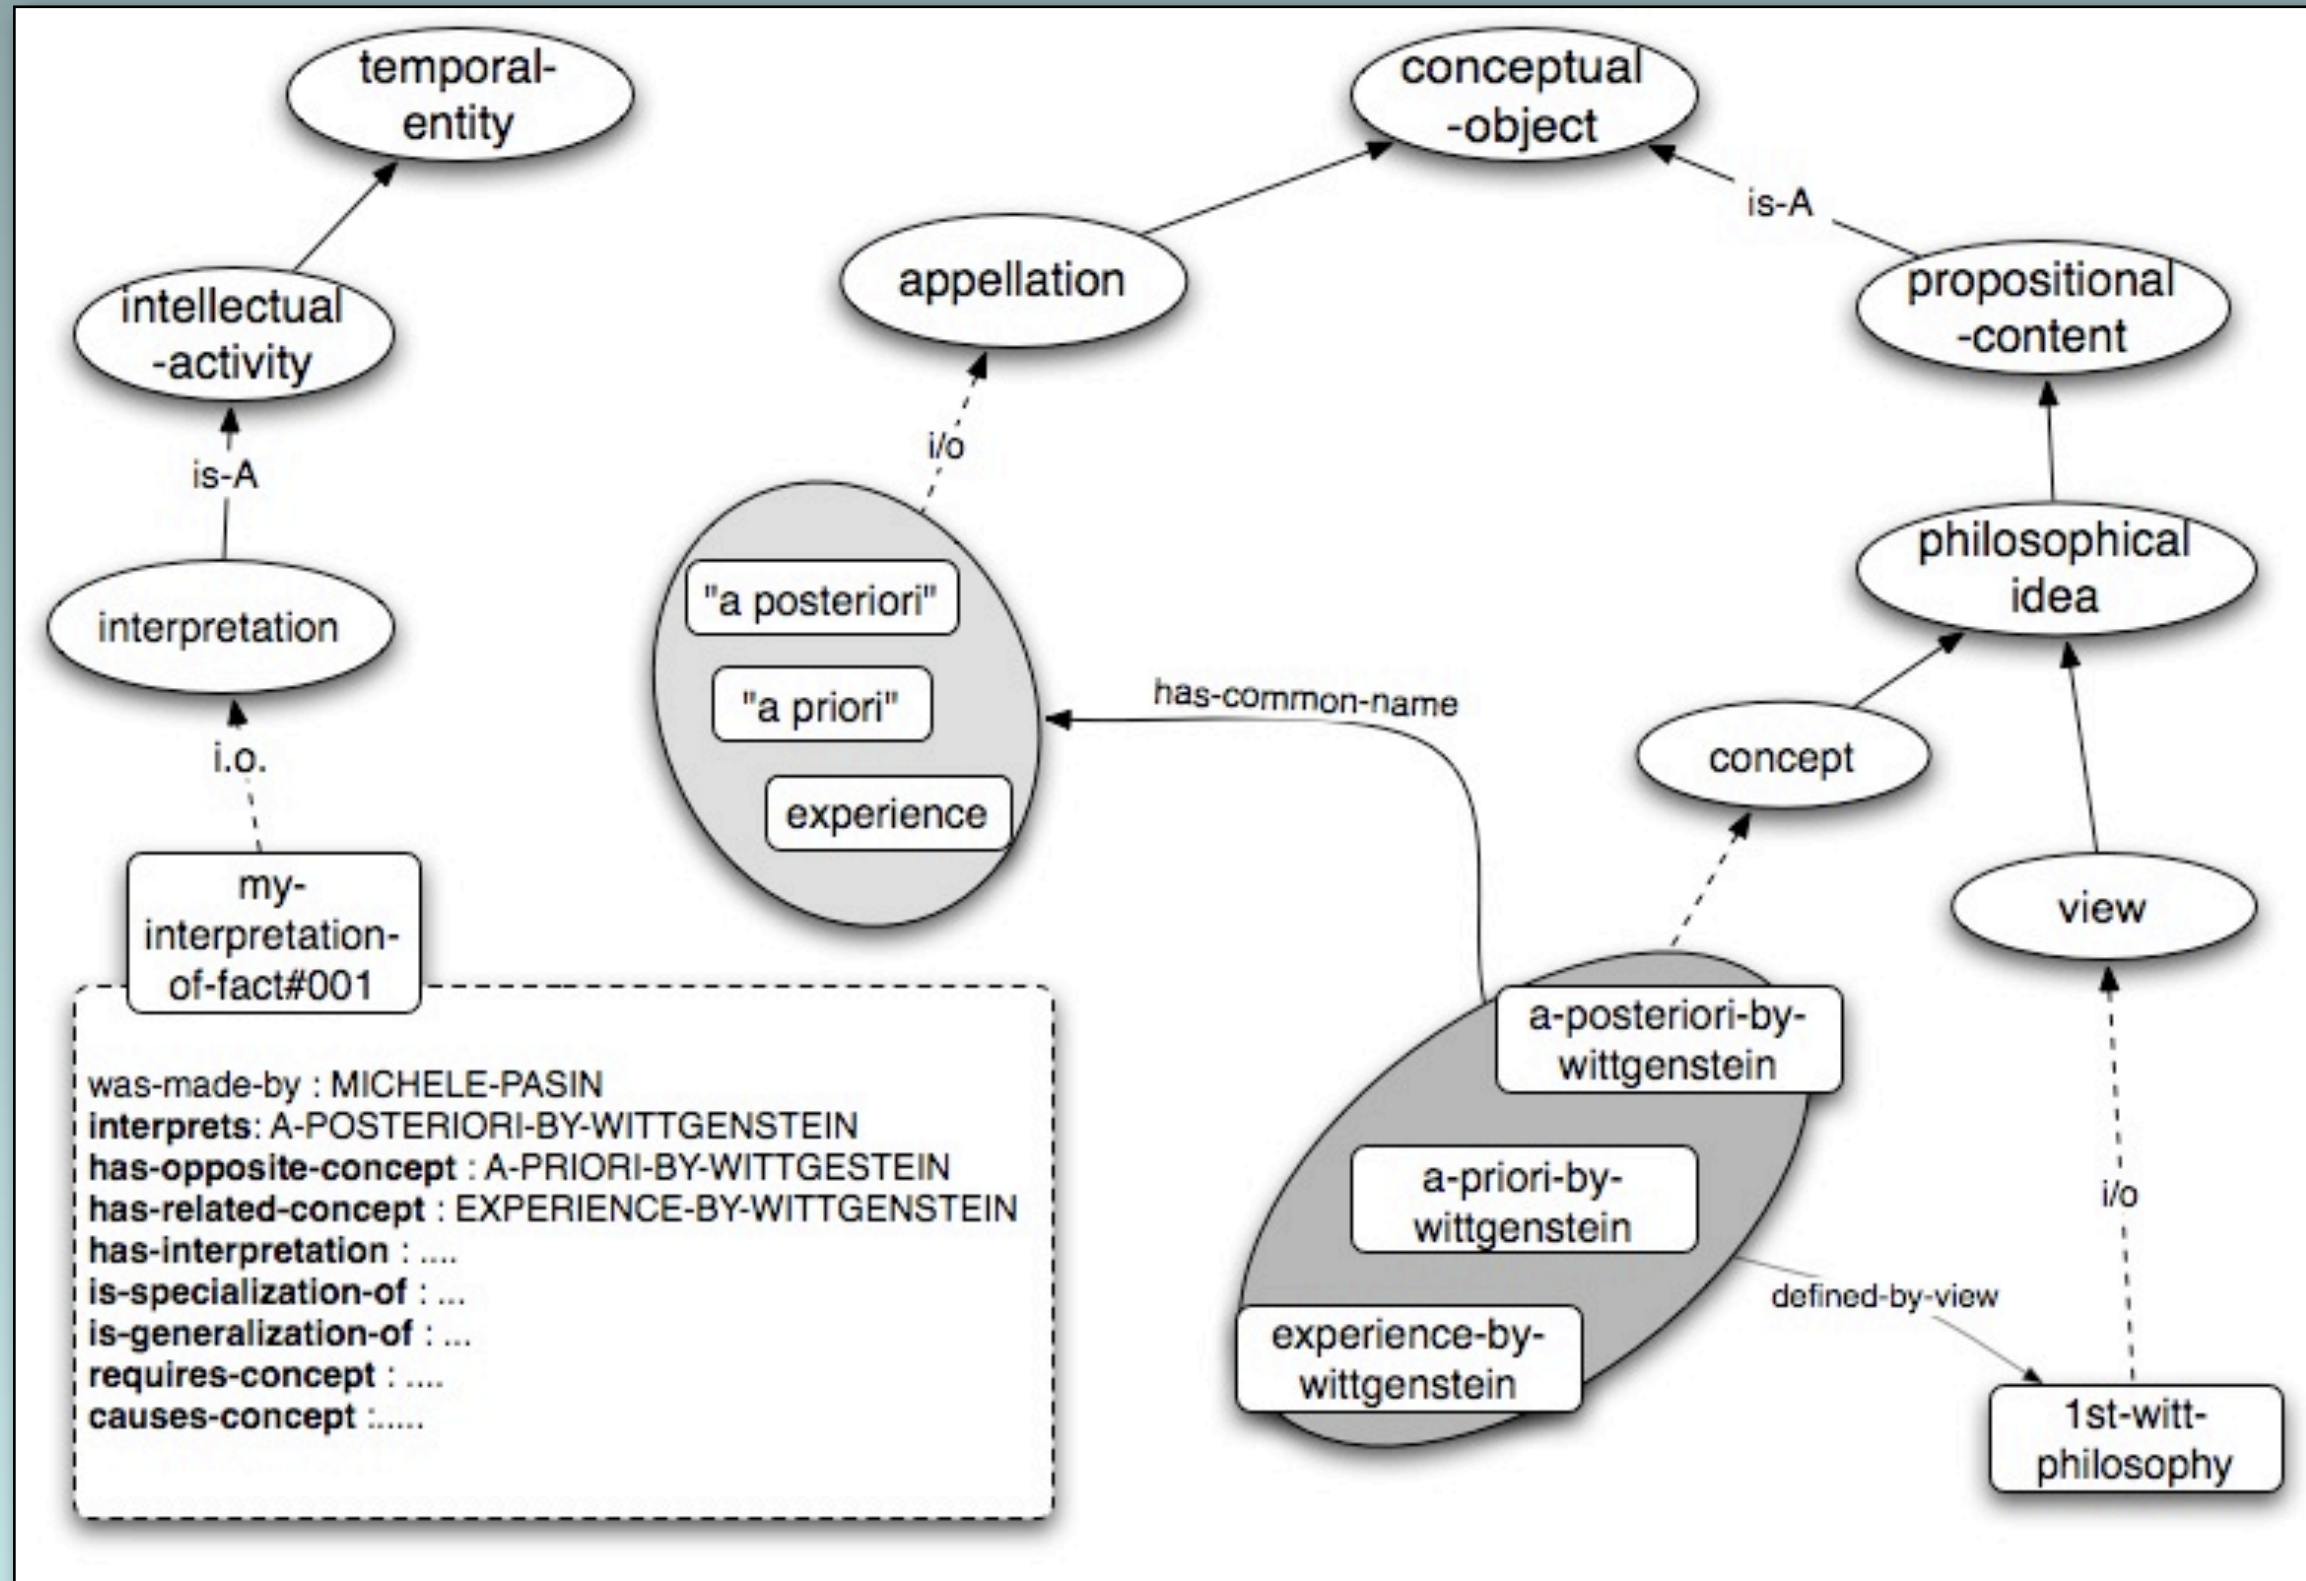 temporal-
entity
conceptual
-object
is-A
appellation
intellectual
-activity
propositional
-content
i/o
is-A
philosophical
idea
interpretation
"a posteriori"
"a priori"
experience
has-common-name
concept
i.o.
view
my-
interpretation-
of-fact#001
a-posteriori-by-
wittgenstein
a-priori-by-
wittgenstein
experience-by-
wittgenstein
i/o
defined-by-view
1st-witt-
philosophy
was-made-by : MICHELE-PASIN
interprets: A-POSTERIORI-BY-WITTGENSTEIN
has-opposite-concept : A-PRIORI-BY-WITTGESTEIN
has-related-concept : EXPERIENCE-BY-WITTGENSTEIN
has-interpretation : ....
is-specialization-of : ...
is-generalization-of : ...
requires-concept : ....
causes-concept :.....